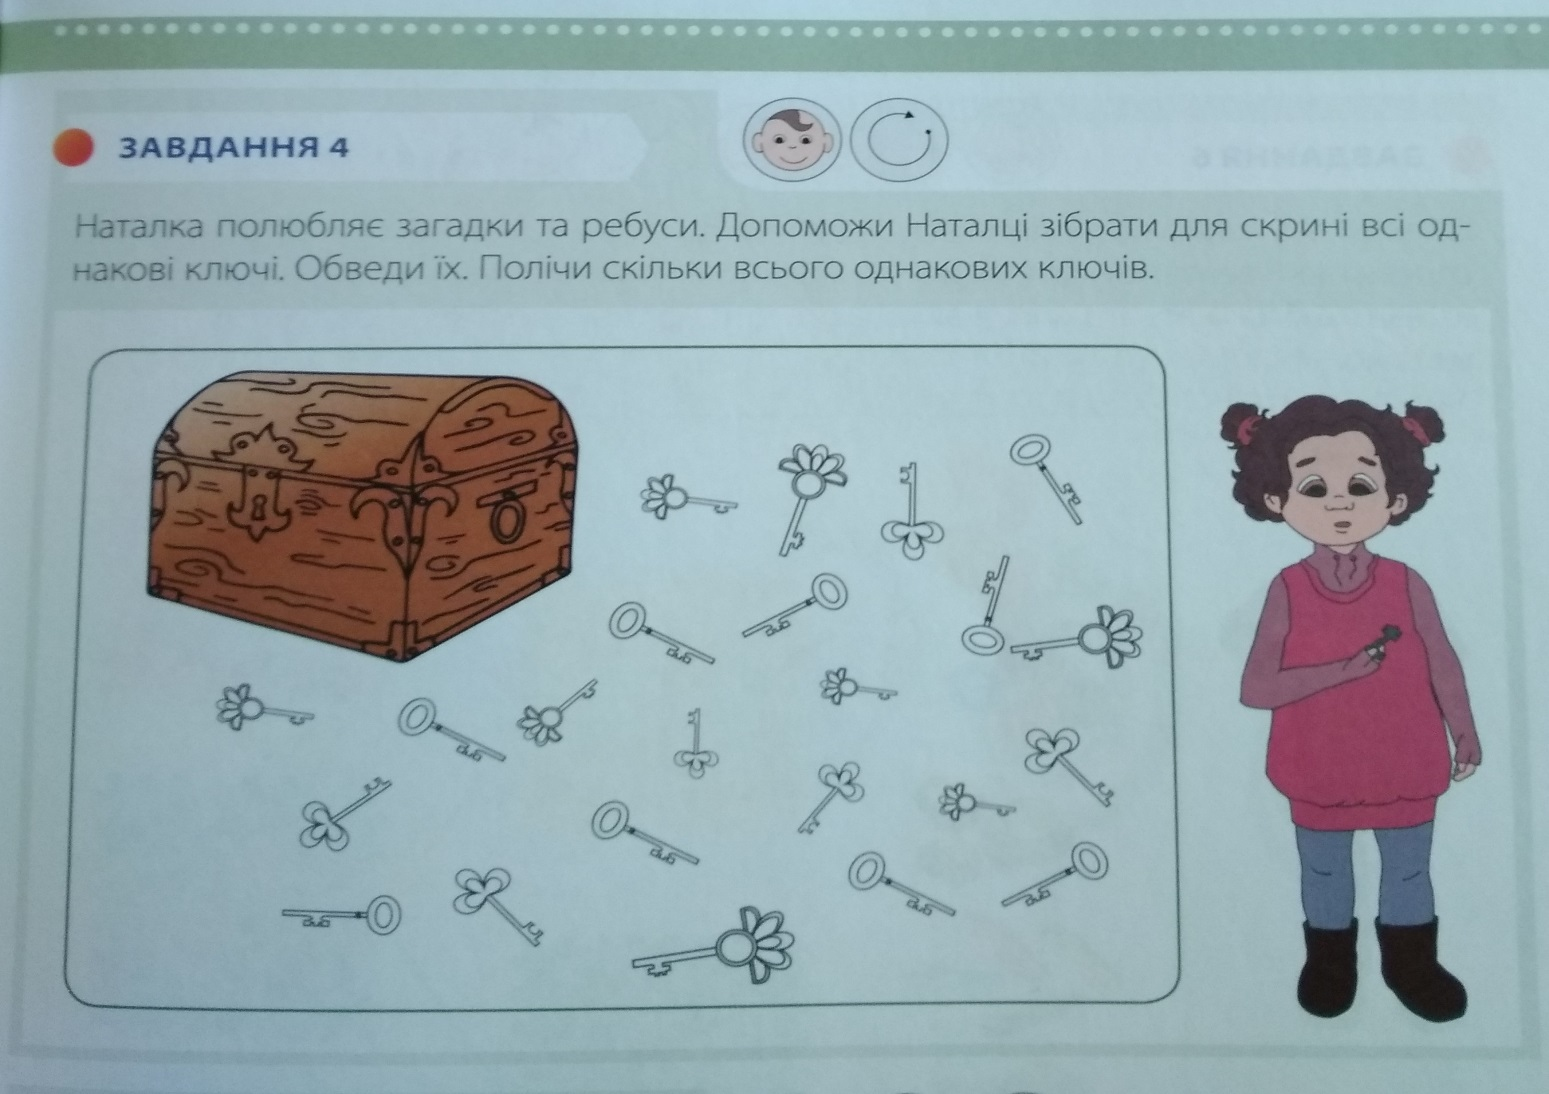 ЗАВДАННЯ 4
Наталка полюбляє загадки та ребуси. Допоможи Наталці зібрати для скрині всі од-
накові ключі. Обведи їх. Полічи скільки всього однакових ключів.